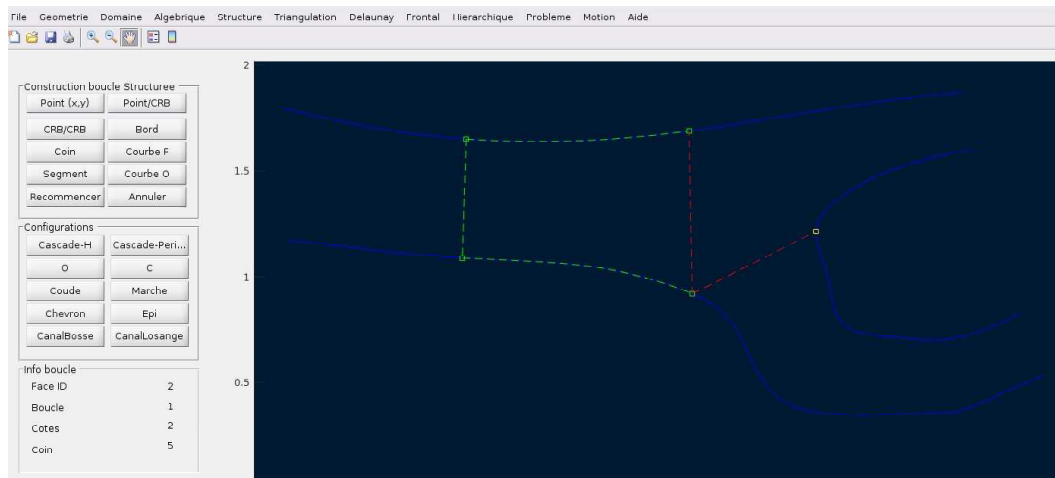 File Geometrie Domaine Algebrique Structure Triangulation Delaunay Frontal Hierarchique Probleme Motion Aide
Construction boucle Structuree
Point (x,y) Point/CRB
CRB/CRB Bord
Coin Courbe F
Segment Courbe O
Recommencer Annuler
Configurations
Cascade-H Cascade-Peri...
O C
Coude Marche
Chevron Epi
CanalBosse CanalLosange
Info boucle
Face ID 2
Boucle 1
Cotes 2
Coin 5
2
1.5
1
0.5